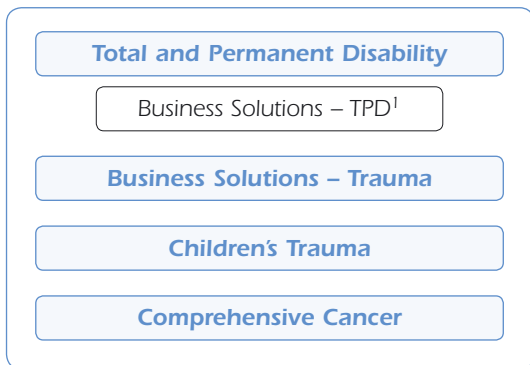 Total and Permanent Disability
Business Solutions – TPD¹
Business Solutions – Trauma
Children's Trauma
Comprehensive Cancer